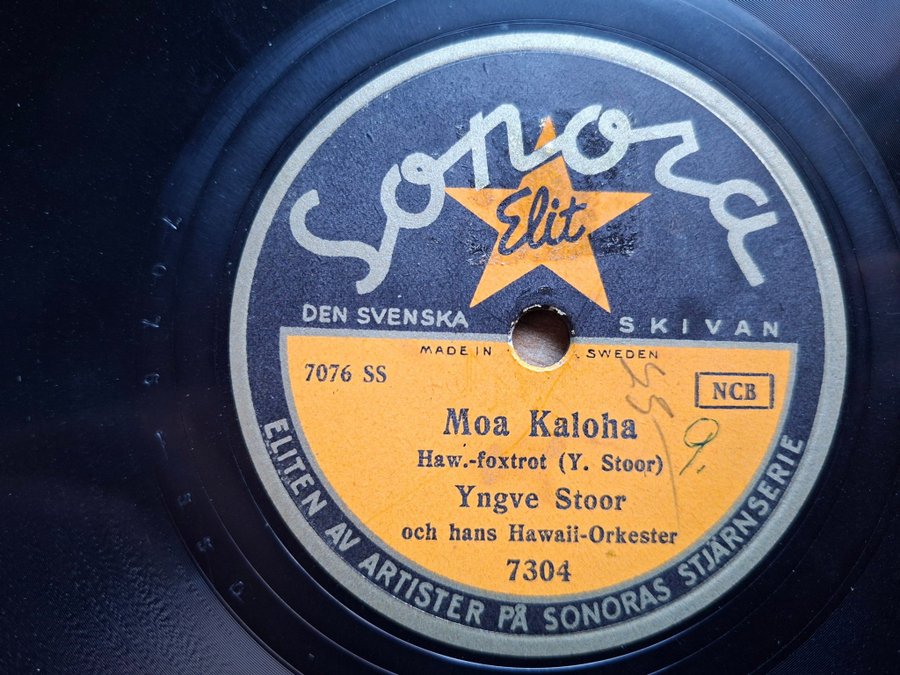 Sonora
Elit
DEN SVENSKA SKIVAN
MADE IN SWEDEN
7076 SS
NCB
Moa Kaloha
Haw.-foxtrot (Y. Stoor)
9.
Yngve Stoor
och hans Hawaii-Orkester
7304
ELITEN AV ARTISTER PÅ SONORAS STJÄRNSERIE